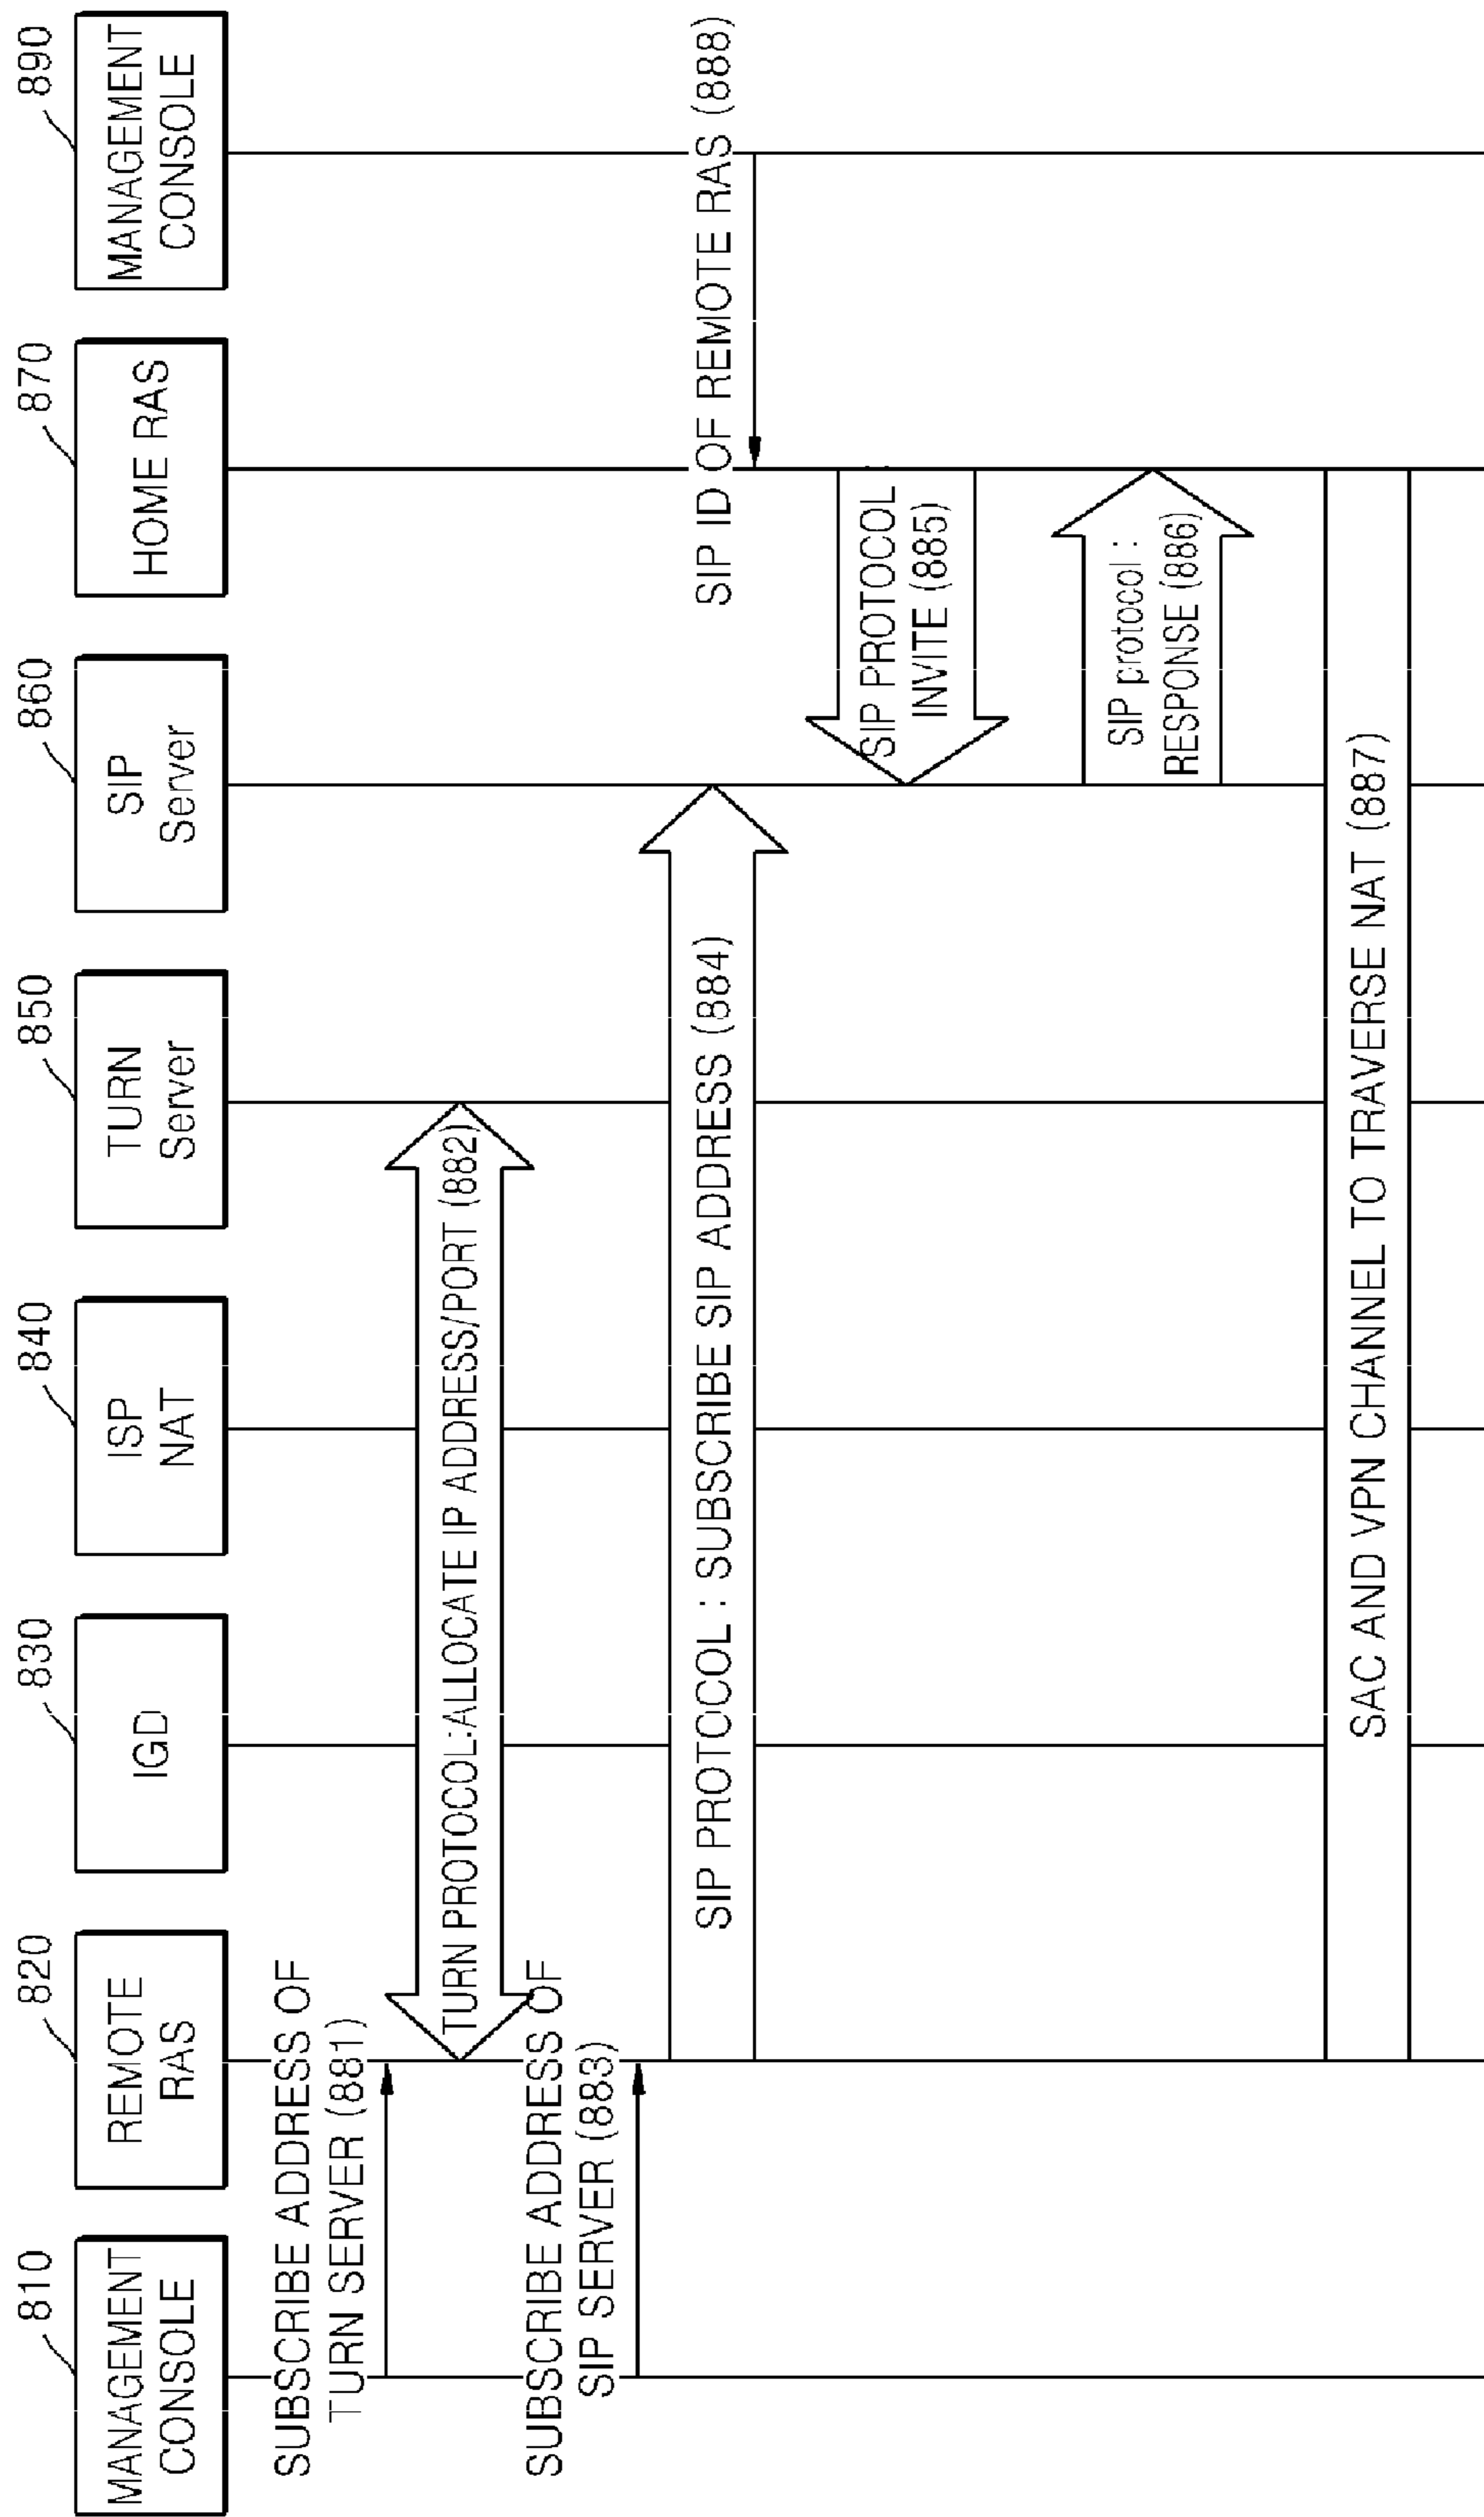 810
MANAGEMENT
CONSOLE
820
REMOTE
RAS
830
IGD
840
ISP
NAT
850
TURN
Server
860
SIP
Server
870
HOME RAS
890
MANAGEMENT
CONSOLE
SUBSCRIBE ADDRESS OF
TURN SERVER (881)
TURN PROTOCOL:ALLOCATE IP ADDRESS/PORT (882)
SUBSCRIBE ADDRESS OF
SIP SERVER (883)
SIP PROTOCOL : SUBSCRIBE SIP ADDRESS (884)
SIP ID OF REMOTE RAS (888)
SIP PROTOCOL :
INVITE (885)
SIP protocol :
RESPONSE (886)
SAC AND VPN CHANNEL TO TRAVERSE NAT (887)